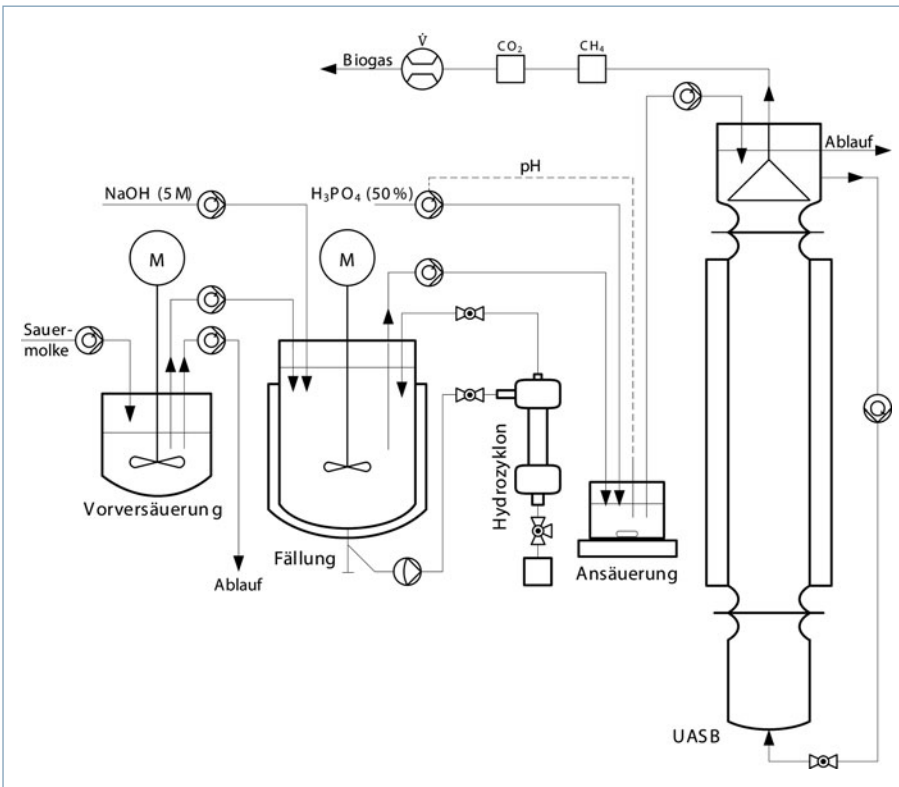 V̇
CO₂
CH₄
Biogas
Ablauf
pH
NaOH (5 M)
H₃PO₄ (50 %)
M
M
Sauer-
molke
Hydrozyklon
Vorversäuerung
Fällung
Ansäuerung
Ablauf
UASB